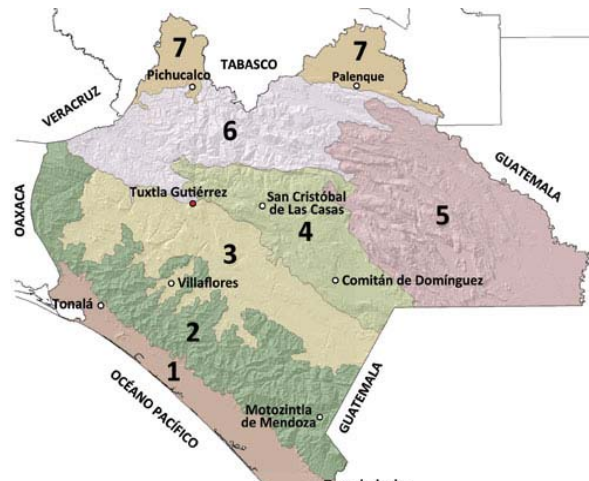 7
7
TABASCO
Pichucalco
Palenque
VERACRUZ
6
GUATEMALA
OAXACA
Tuxtla Gutiérrez
San Cristóbal
de Las Casas
5
4
3
Villaflores
Comitán de Domínguez
Tonalá
2
1
GUATEMALA
OCÉANO PACÍFICO
Motozintla
de Mendoza